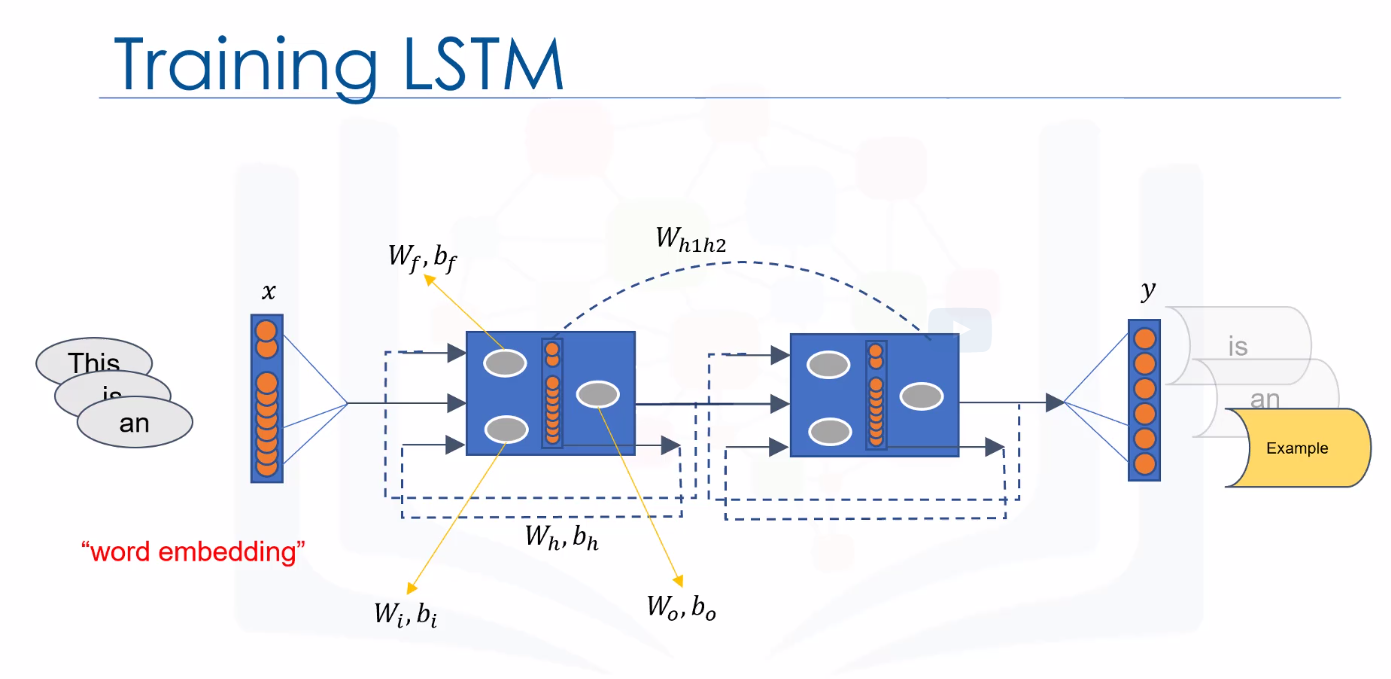 Training LSTM
W_{h1h2}
W_f, b_f
x
y
This
is
an
is
an
Example
W_h, b_h
"word embedding"
W_i, b_i
W_o, b_o